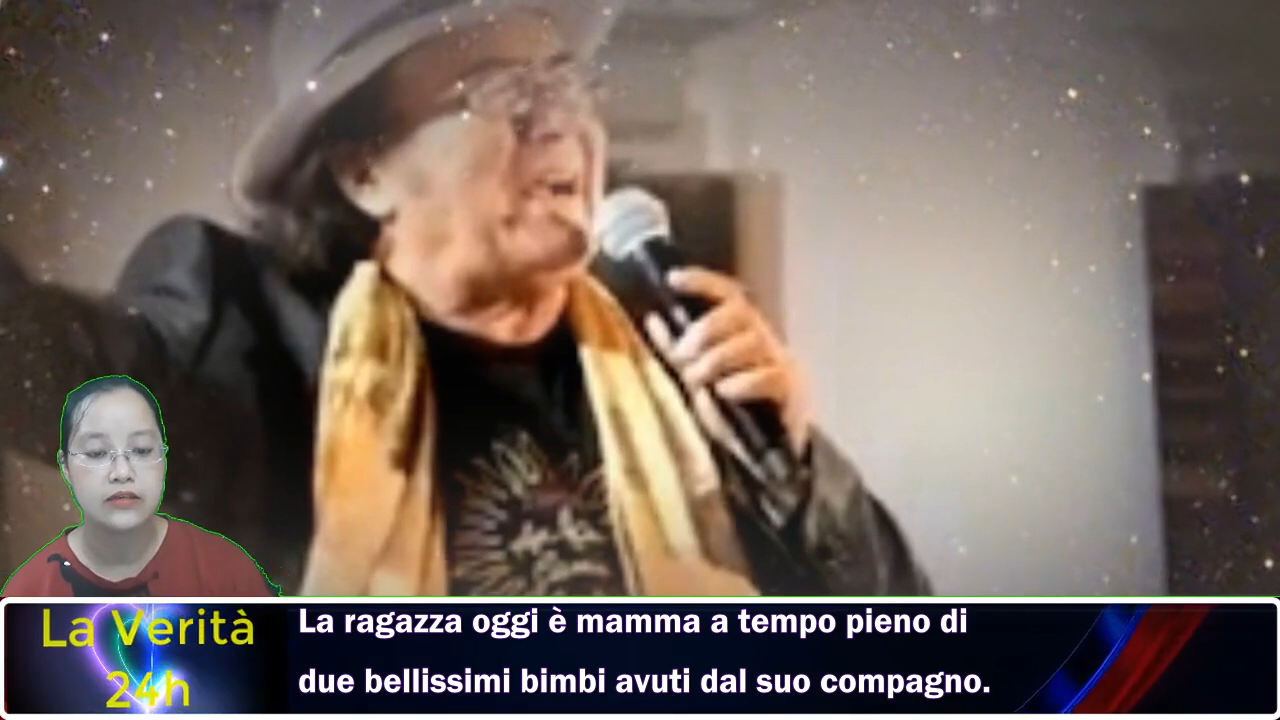 La Verità
24h
La ragazza oggi è mamma a tempo pieno di
due bellissimi bimbi avuti dal suo compagno.